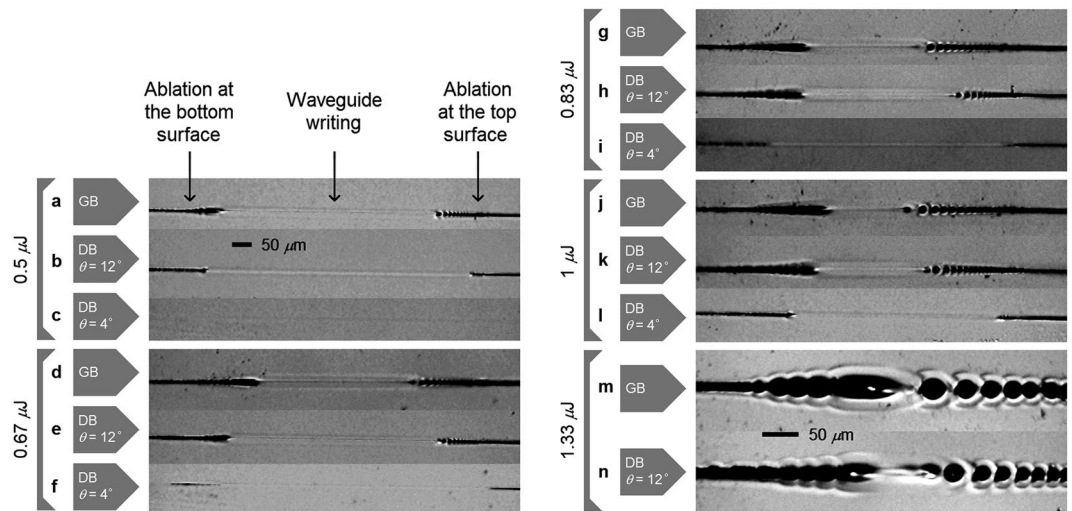 Ablation at
the bottom
surface
Waveguide
writing
Ablation
at the top
surface
0.5 μJ
a
GB
b
DB
θ = 12°
50 μm
c
DB
θ = 4°
0.67 μJ
d
GB
e
DB
θ = 12°
f
DB
θ = 4°
0.83 μJ
g
GB
h
DB
θ = 12°
i
DB
θ = 4°
1 μJ
j
GB
k
DB
θ = 12°
l
DB
θ = 4°
1.33 μJ
m
GB
50 μm
n
DB
θ = 12°